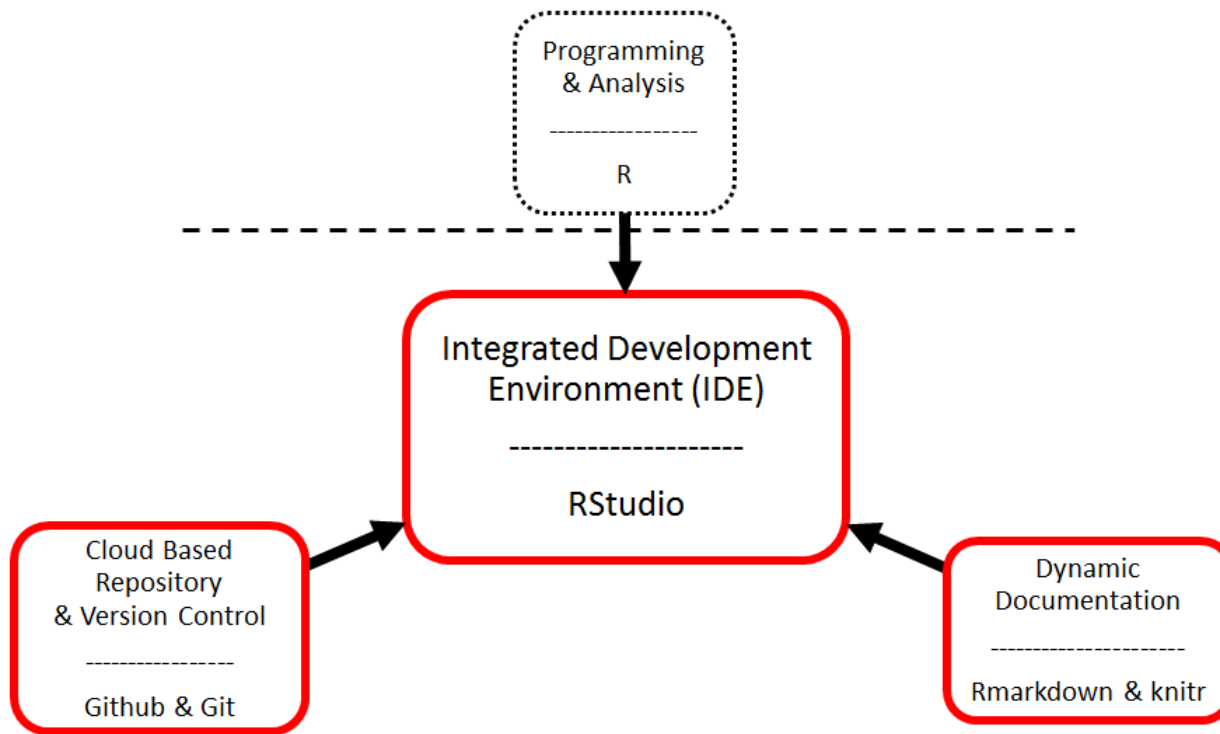 Programming
& Analysis
-----------------
R
Integrated Development
Environment (IDE)
----------------------
RStudio
Cloud Based
Repository
& Version Control
-----------------
Github & Git
Dynamic
Documentation
----------------------
Rmarkdown & knitr